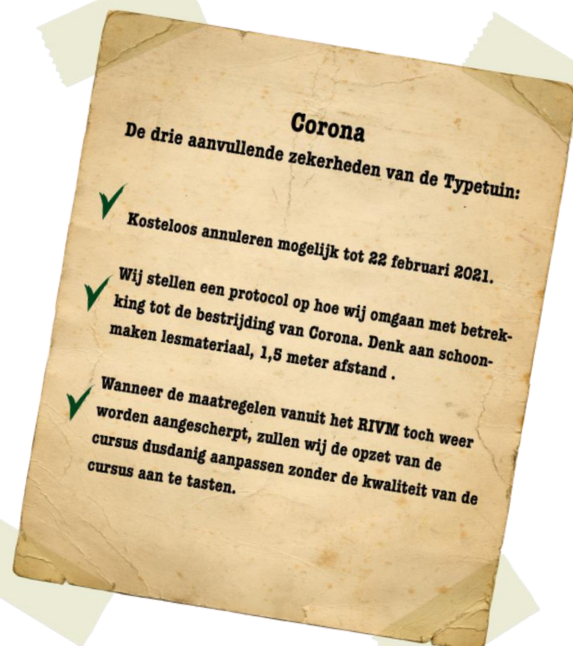 Corona
De drie aanvullende zekerheden van de Typetuin:
Kosteloos annuleren mogelijk tot 22 februari 2021.
Wij stellen een protocol op hoe wij omgaan met betrek-
king tot de bestrijding van Corona. Denk aan schoon-
maken lesmateriaal, 1,5 meter afstand .
Wanneer de maatregelen vanuit het RIVM toch weer
worden aangescherpt, zullen wij de opzet van de
cursus dusdanig aanpassen zonder de kwaliteit van de
cursus aan te tasten.